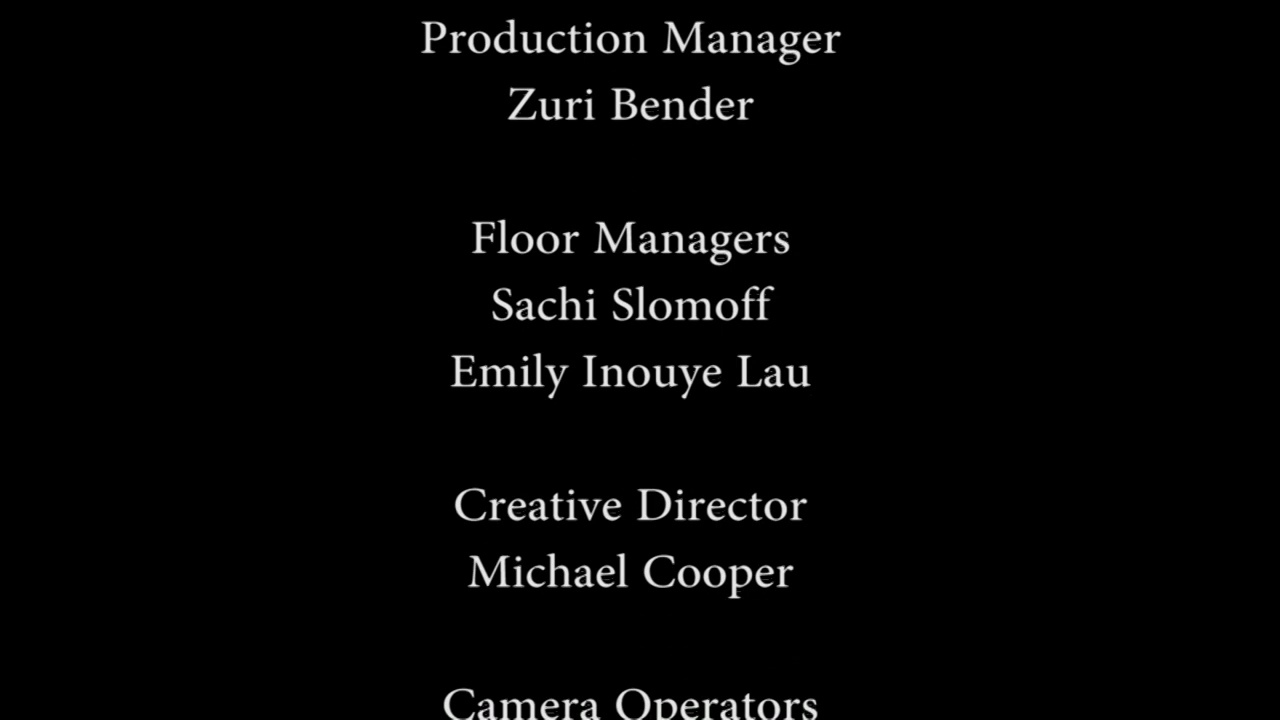 Production Manager
Zuri Bender
Floor Managers
Sachi Slomoff
Emily Inouye Lau
Creative Director
Michael Cooper
Camera Operators